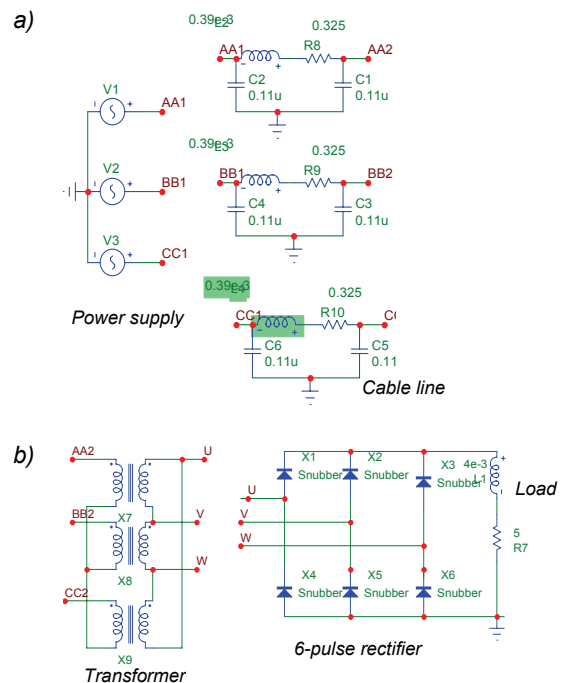 a)
0.39e-3
L2
0.325
AA1
R8
AA2
C2
0.11u
C1
0.11u
V1
AA1
0.39e-3
L3
0.325
BB1
R9
BB2
V2
BB1
C4
0.11u
C3
0.11u
V3
CC1
0.39e-3
L4
0.325
Power supply
CC1
R10
C6
0.11u
C5
0.11u
Cable line
b)
AA2
U
X1
Snubber
X2
Snubber
X3
Snubber
4e-3
L1
Load
U
BB2
X7
V
V
W
5
R7
X8
W
CC2
X4
Snubber
X5
Snubber
X6
Snubber
X9
Transformer
6-pulse rectifier